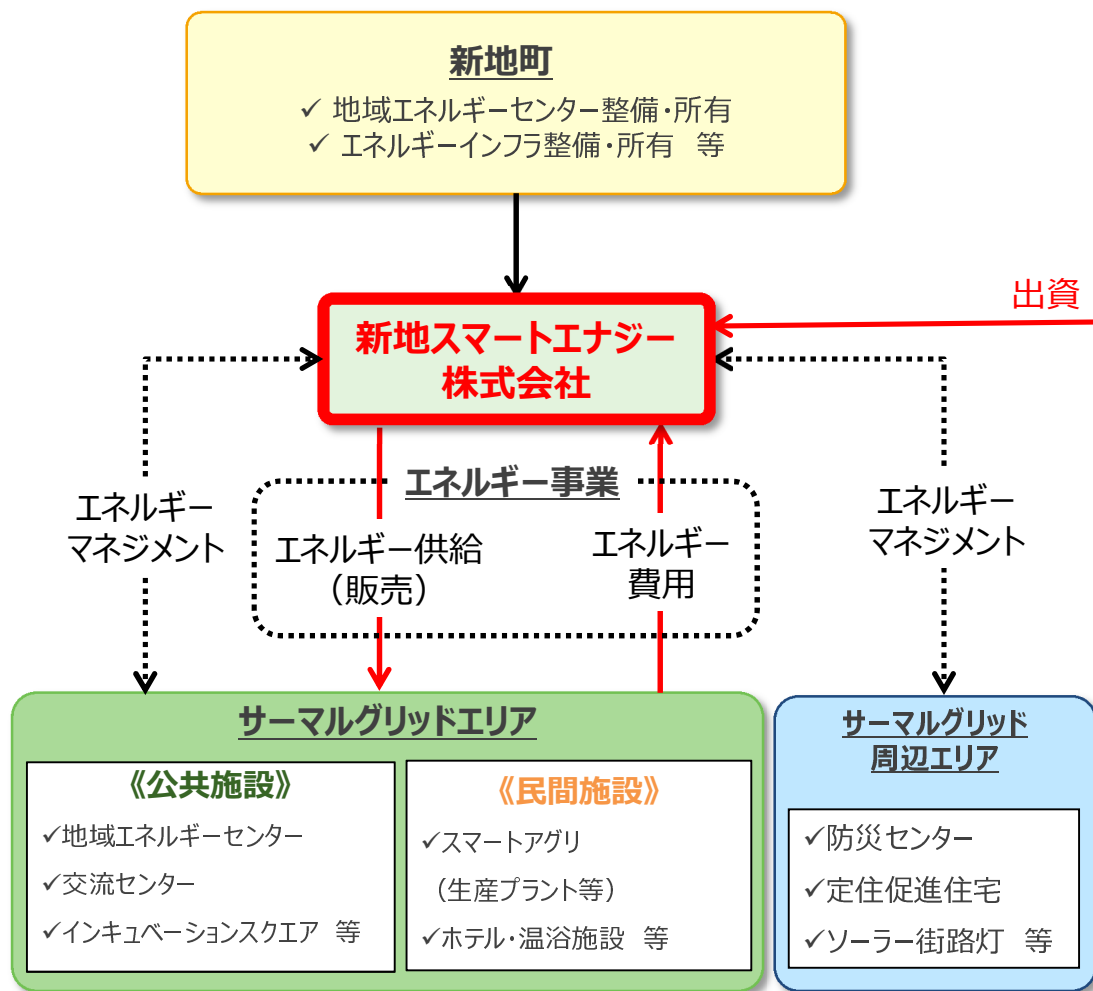 新地町
✓ 地域エネルギーセンター整備・所有
✓ エネルギーインフラ整備・所有 等
出資
新地スマートエナジー
株式会社
エネルギー事業
エネルギー
マネジメント
エネルギー供給
（販売）
エネルギー
費用
エネルギー
マネジメント
サーマルグリッドエリア
《公共施設》
✓地域エネルギーセンター
✓交流センター
✓インキュベーションスクエア 等
《民間施設》
✓スマートアグリ
（生産プラント等）
✓ホテル・温浴施設 等
サーマルグリッド
周辺エリア
✓防災センター
✓定住促進住宅
✓ソーラー街路灯 等